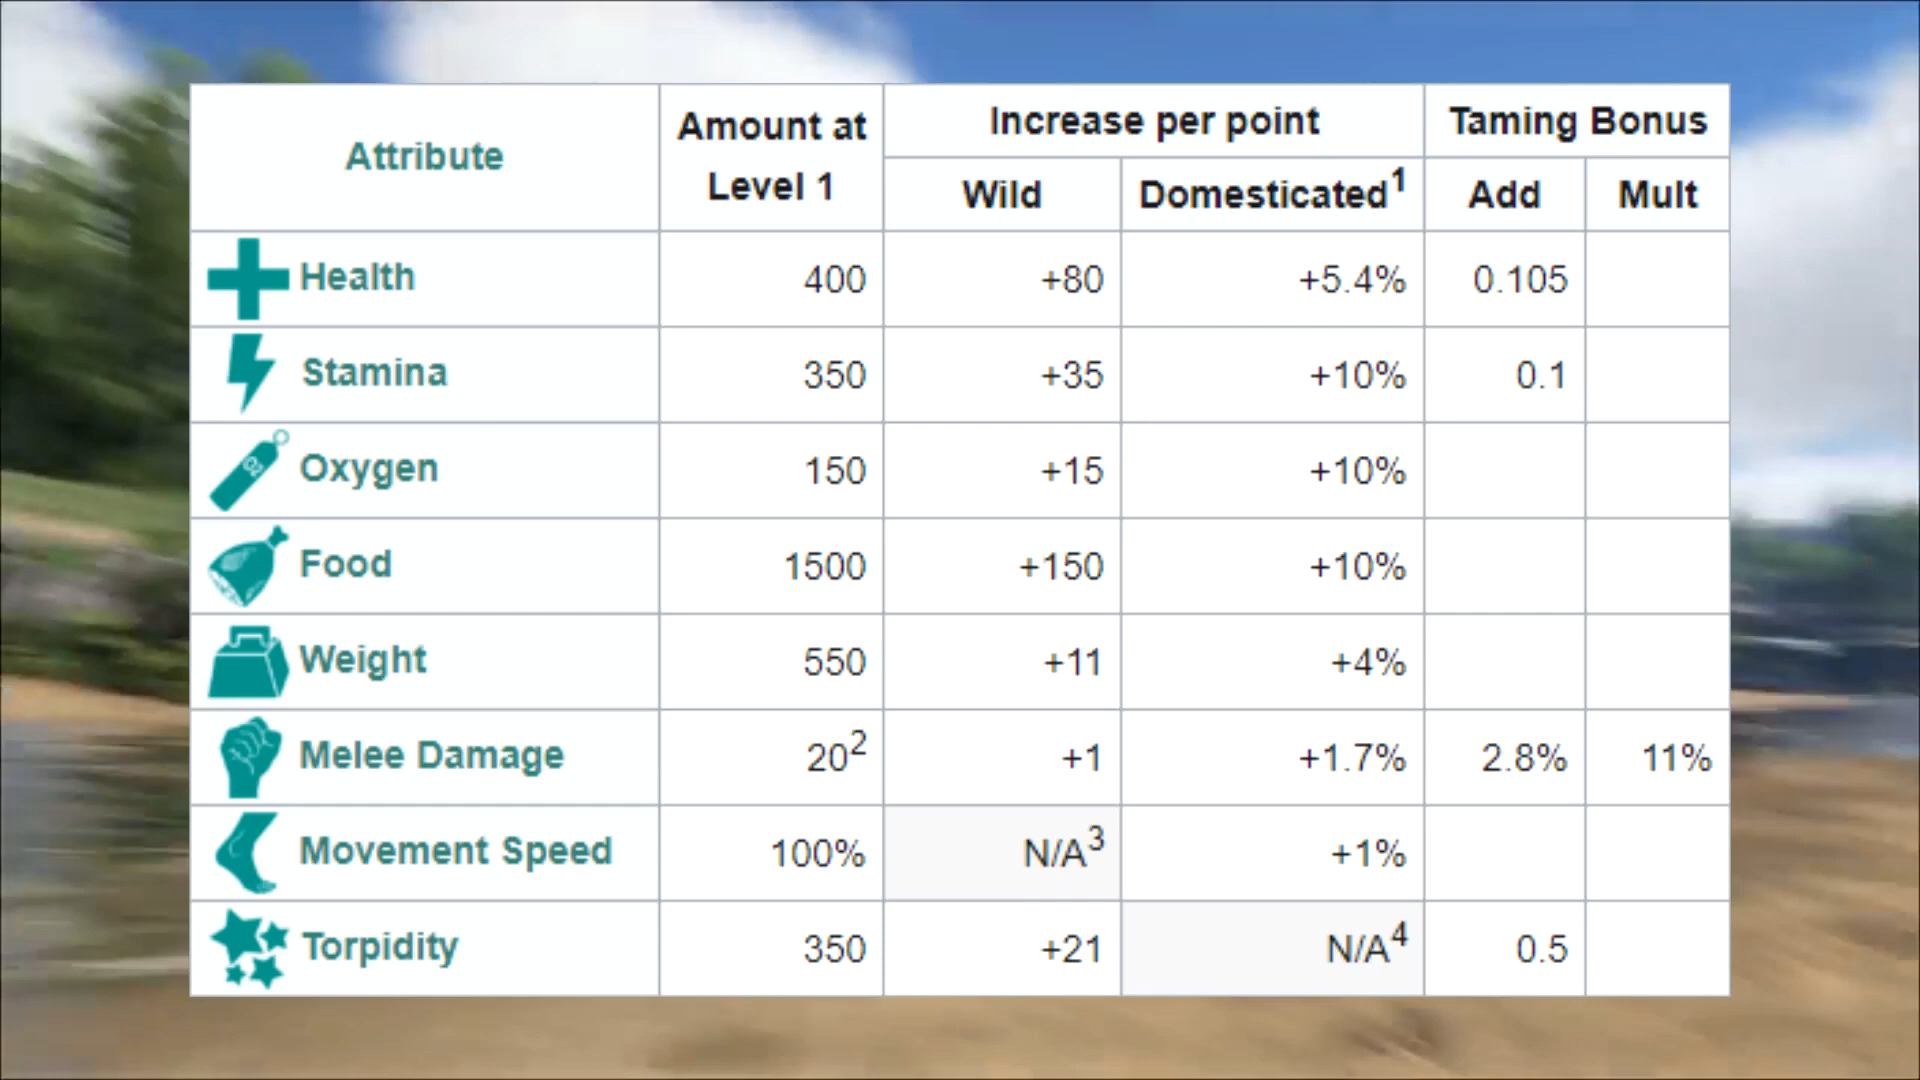 Attribute Amount at Level 1 Increase per point Taming Bonus
Wild Domesticated¹ Add Mult
Health 400 +80 +5.4% 0.105
Stamina 350 +35 +10% 0.1
O2 Oxygen 150 +15 +10%
Food 1500 +150 +10%
Weight 550 +11 +4%
Melee Damage 20² +1 +1.7% 2.8% 11%
Movement Speed 100% N/A³ +1%
Torpidity 350 +21 N/A⁴ 0.5